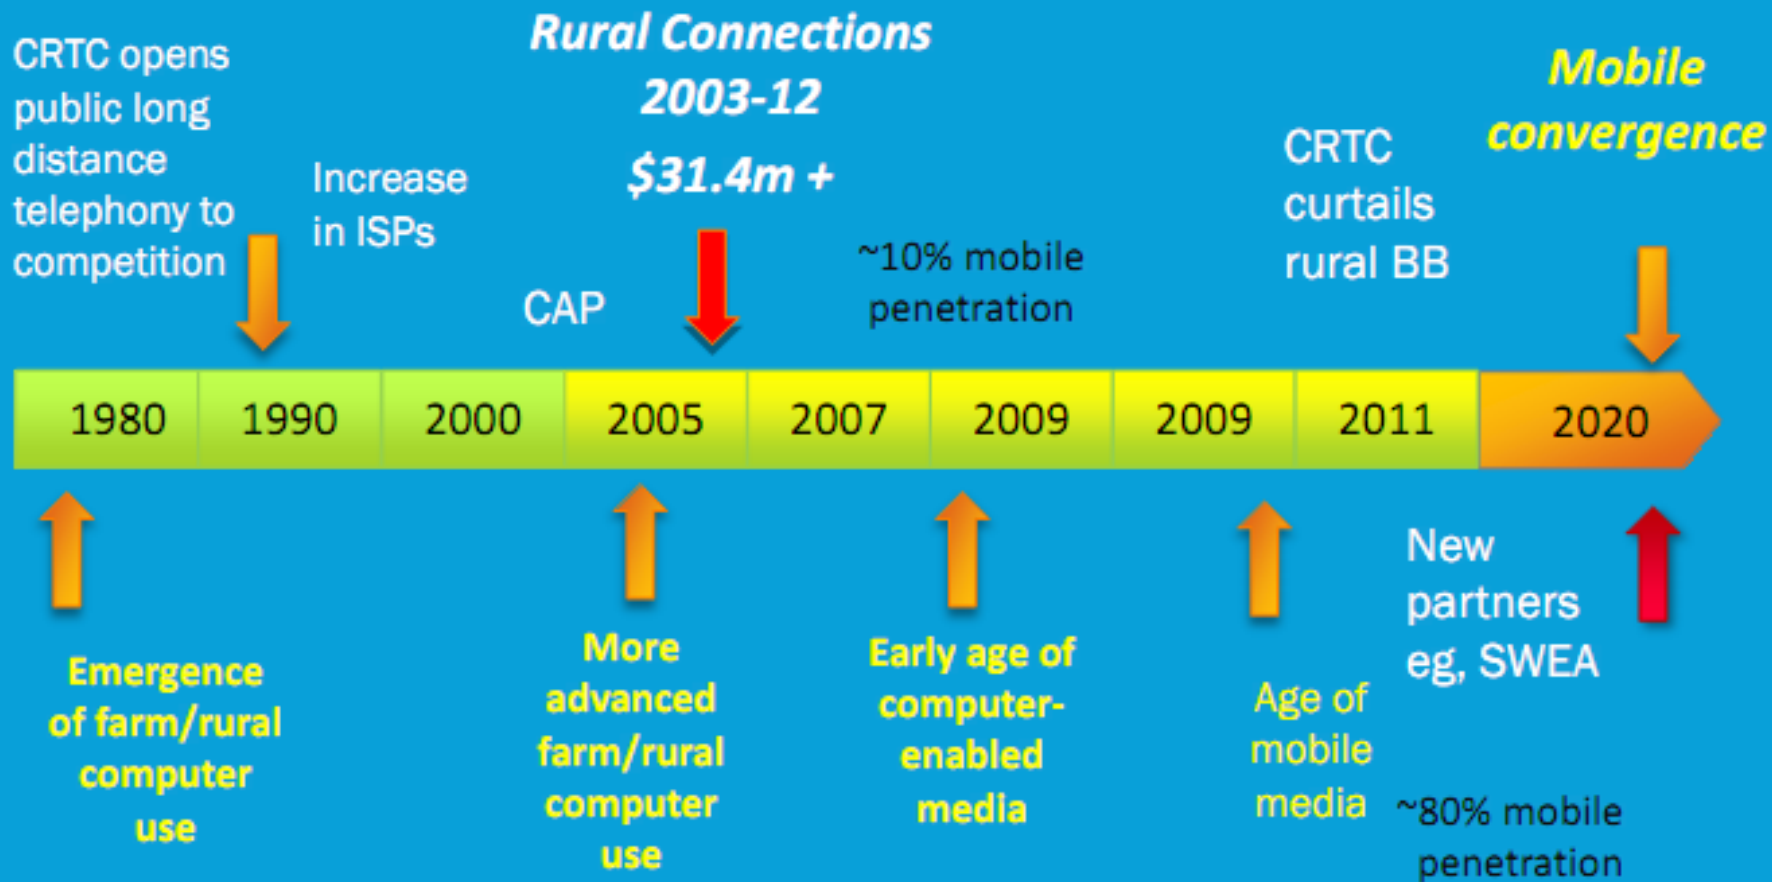 CRTC opens
public long
distance
telephony to
competition
Increase
in ISPs
CAP
Rural Connections
2003-12
$31.4m +
~10% mobile
penetration
CRTC
curtails
rural BB
Mobile
convergence
1980
1990
2000
2005
2007
2009
2009
2011
2020
Emergence
of farm/rural
computer
use
More
advanced
farm/rural
computer
use
Early age of
computer-
enabled
media
Age of
mobile
media
New
partners
eg, SWEA
~80% mobile
penetration